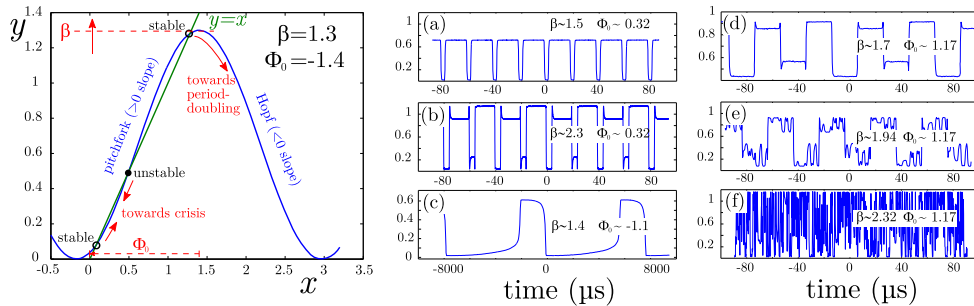 y
β
stable
y=x
β=1.3
Φ₀=-1.4
towards
period-
doubling
pitchfork (>0 slope)
Hopf (<0 slope)
unstable
towards crisis
stable
Φ₀
1.4
1.2
1
0.8
0.6
0.4
0.2
0
-0.5 0 0.5 1 1.5 2 2.5 3 3.5
x
(a) β~1.5 Φ₀~ 0.32
0.8
0.4
0
-80 -40 0 40 80
(b) β~2.3 Φ₀~ 0.32
1
0.6
0.2
-80 -40 0 40 80
(c) β~1.4 Φ₀~ -1.1
0.6
0.4
0.2
0
-8000 0 8000
time (µs)
(d) β~1.7 Φ₀~ 1.17
0.8
0.6
0.4
-80 -40 0 40 80
(e) β~1.94 Φ₀~ 1.17
1
0.6
0.2
-80 -40 0 40 80
(f) β~2.32 Φ₀~ 1.17
1
0.6
0.2
-80 -40 0 40 80
time (µs)